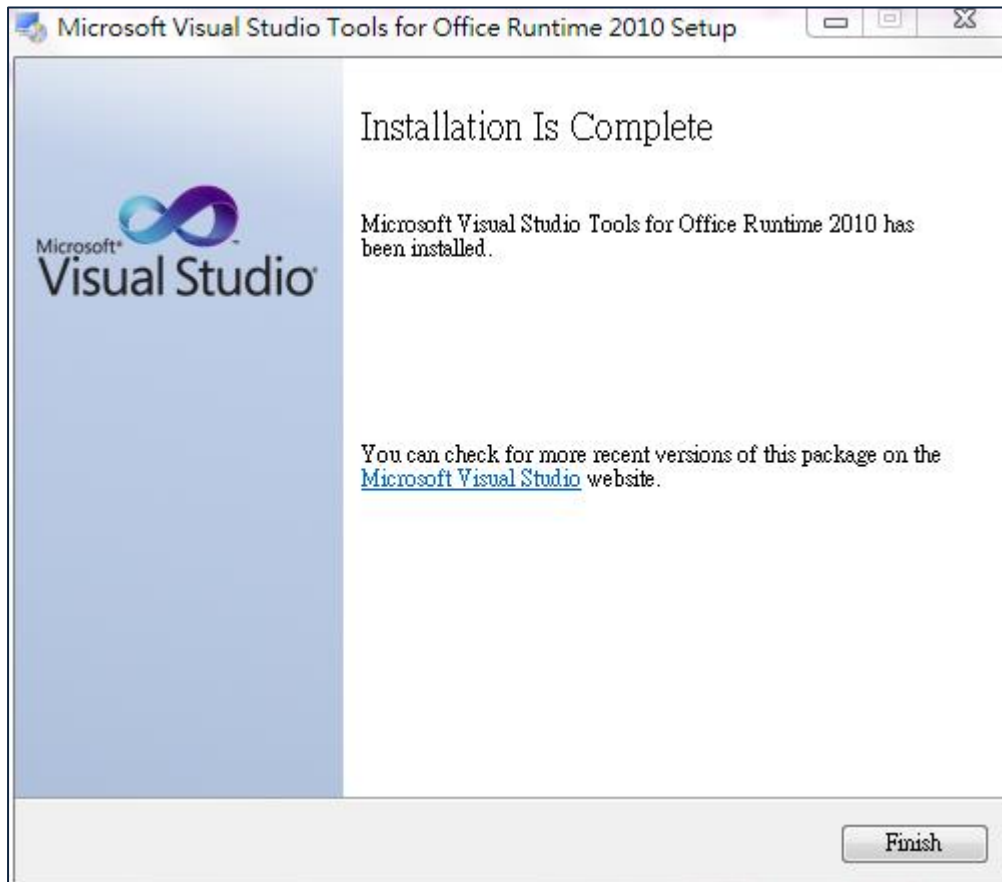 Microsoft Visual Studio Tools for Office Runtime 2010 Setup
Installation Is Complete
Microsoft Visual Studio Tools for Office Runtime 2010 has
been installed.
Microsoft®
Visual Studio®
You can check for more recent versions of this package on the
Microsoft Visual Studio website.
Finish